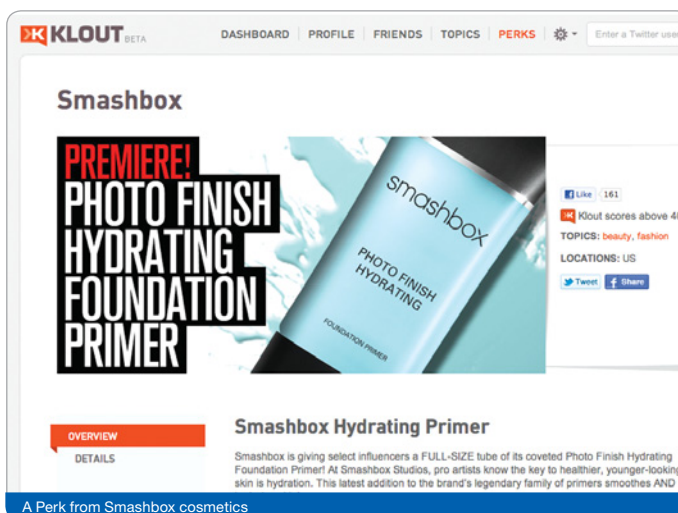 KLOUT BETA
DASHBOARD PROFILE FRIENDS TOPICS PERKS Enter a Twitter
Smashbox
PREMIERE!
PHOTO FINISH
HYDRATING
FOUNDATION
PRIMER
smashbox
PHOTO FINISH
HYDRATING
FOUNDATION PRIMER
Like 161
Klout scores above
TOPICS: beauty, fashion
LOCATIONS: US
Tweet Share
OVERVIEW
DETAILS
Smashbox Hydrating Primer
Smashbox is giving select influencers a FULL-SIZE tube of its coveted Photo Finish Hydrating
Foundation Primer! At Smashbox Studios, pro artists know the key to healthier, younger-looking
skin is hydration. This latest addition to the brand's legendary family of primers smoothes AND
A Perk from Smashbox cosmetics